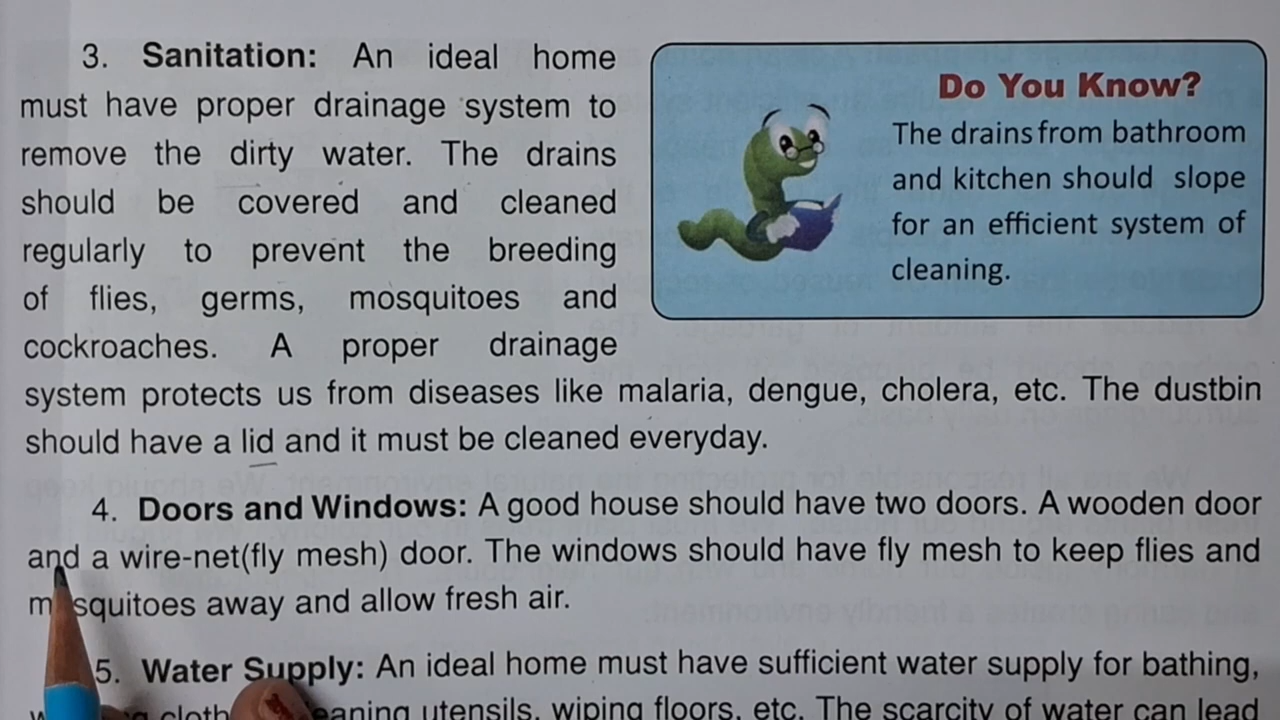 3. Sanitation: An ideal home
must have proper drainage system to
remove the dirty water. The drains
should be covered and cleaned
regularly to prevent the breeding
of flies, germs, mosquitoes and
cockroaches. A proper drainage
system protects us from diseases like malaria, dengue, cholera, etc. The dustbin
should have a lid and it must be cleaned everyday.
Do You Know?
The drains from bathroom
and kitchen should slope
for an efficient system of
cleaning.
4. Doors and Windows: A good house should have two doors. A wooden door
and a wire-net(fly mesh) door. The windows should have fly mesh to keep flies and
mosquitoes away and allow fresh air.
5. Water Supply: An ideal home must have sufficient water supply for bathing,
utensils, wiping floors, etc. The scarcity of water can lead